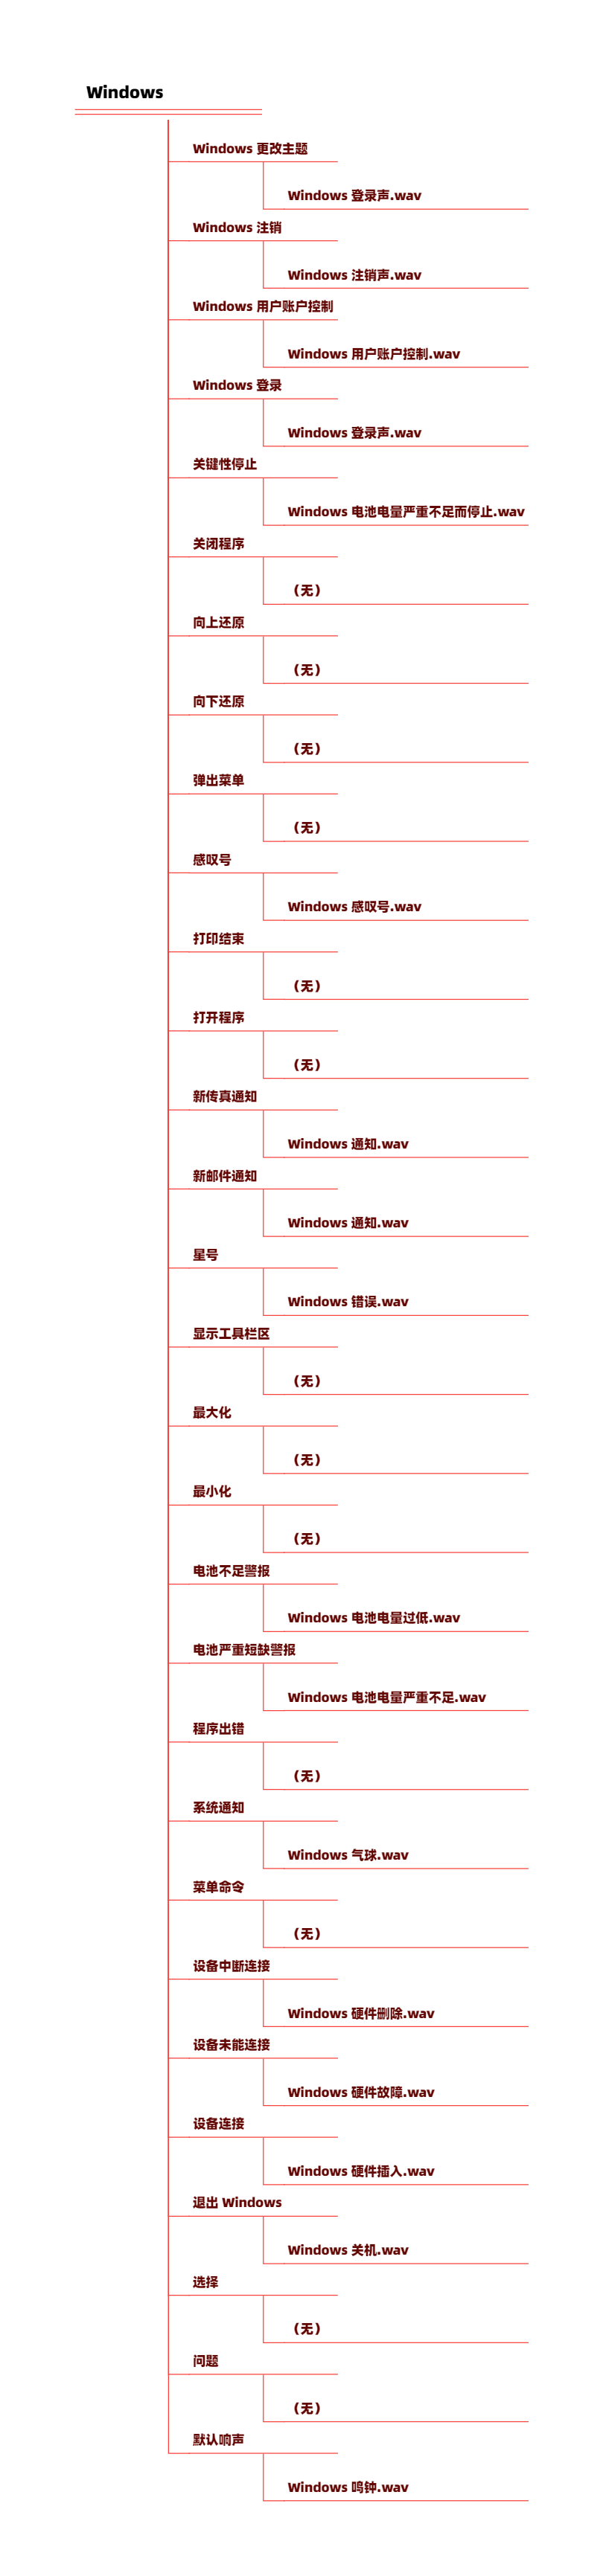 Windows
Windows 更改主题
Windows 登录声.wav
Windows 注销
Windows 注销声.wav
Windows 用户账户控制
Windows 用户账户控制.wav
Windows 登录
Windows 登录声.wav
关键性停止
Windows 电池电量严重不足而停止.wav
关闭程序
（无）
向上还原
（无）
向下还原
（无）
弹出菜单
（无）
感叹号
Windows 感叹号.wav
打印结束
（无）
打开程序
（无）
新传真通知
Windows 通知.wav
新邮件通知
Windows 通知.wav
星号
Windows 错误.wav
显示工具栏区
（无）
最大化
（无）
最小化
（无）
电池不足警报
Windows 电池电量过低.wav
电池严重短缺警报
Windows 电池电量严重不足.wav
程序出错
（无）
系统通知
Windows 气球.wav
菜单命令
（无）
设备中断连接
Windows 硬件删除.wav
设备未能连接
Windows 硬件故障.wav
设备连接
Windows 硬件插入.wav
退出 Windows
Windows 关机.wav
选择
（无）
问题
（无）
默认响声
Windows 鸣钟.wav